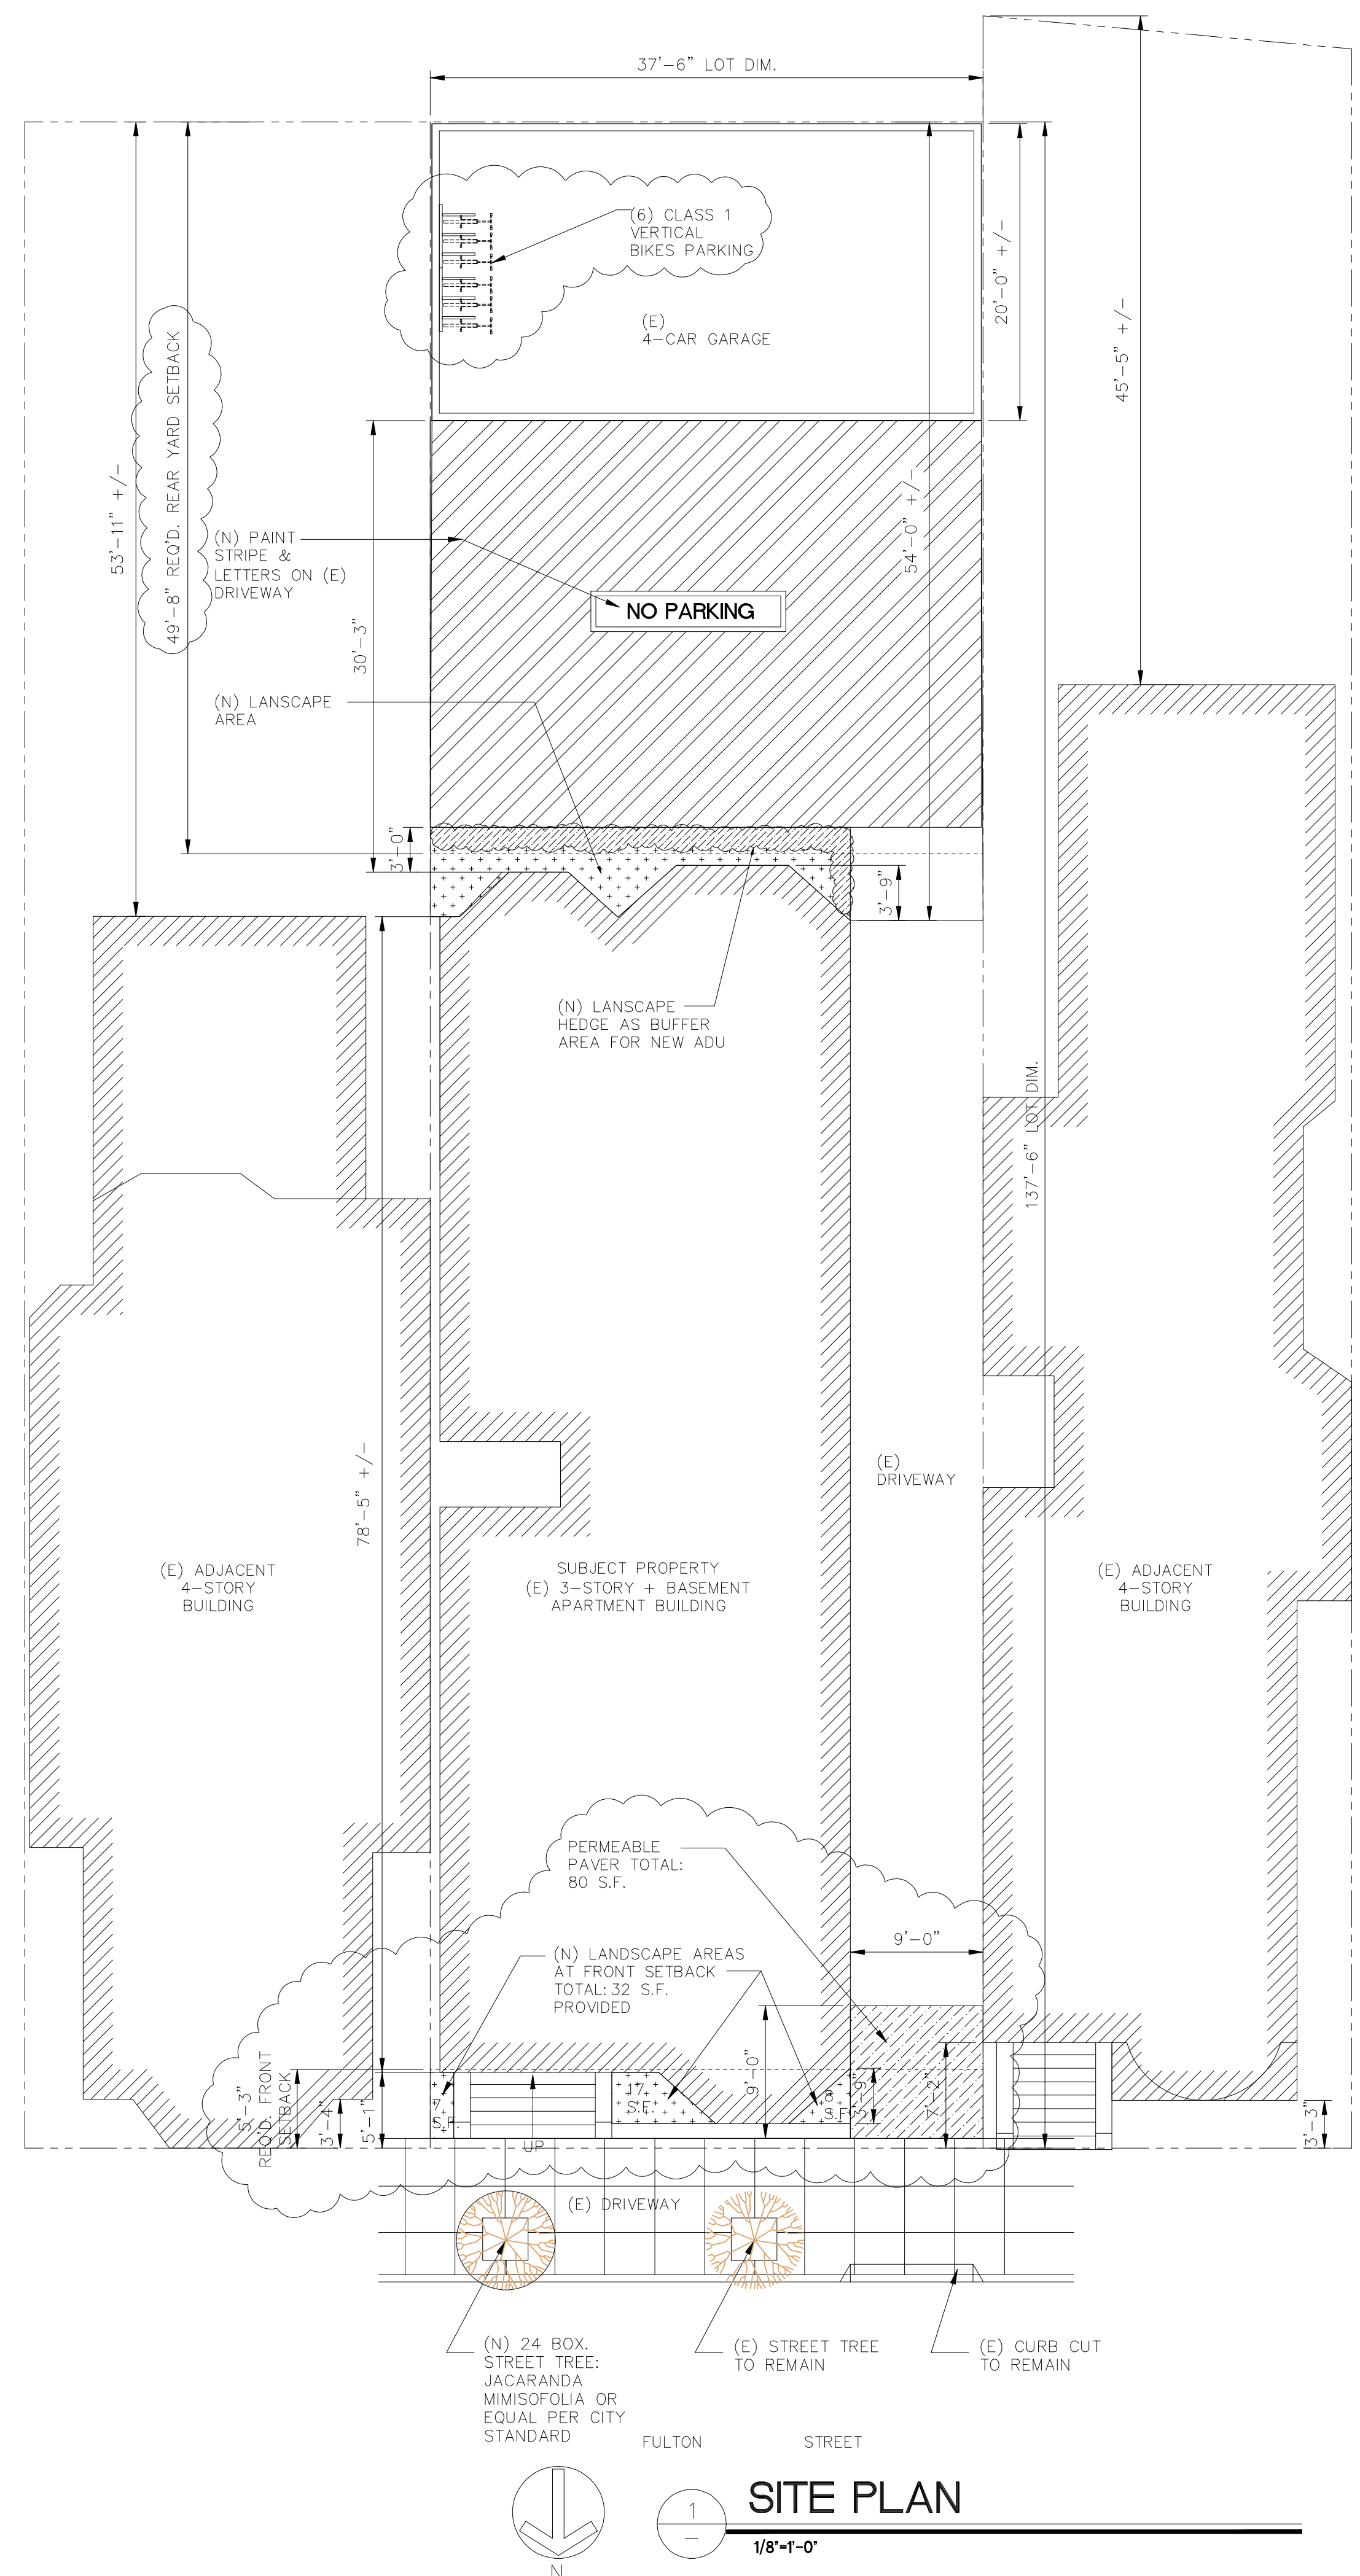 37'-6" LOT DIM.
(6) CLASS 1
VERTICAL
BIKES PARKING
(E)
4-CAR GARAGE
20'-0" +/-
45'-5" +/-
53'-11" +/-
49'-8" REQ'D. REAR YARD SETBACK
54'-0" +/-
(N) PAINT
STRIPE &
LETTERS ON (E)
DRIVEWAY
NO PARKING
30'-3"
(N) LANSCAPE
AREA
3'-0"
3'-9"
(N) LANSCAPE
HEDGE AS BUFFER
AREA FOR NEW ADU
137'-6" LOT DIM.
78'-5" +/-
(E)
DRIVEWAY
(E) ADJACENT
4-STORY
BUILDING
SUBJECT PROPERTY
(E) 3-STORY + BASEMENT
APARTMENT BUILDING
(E) ADJACENT
4-STORY
BUILDING
PERMEABLE
PAVER TOTAL:
80 S.F.
9'-0"
(N) LANDSCAPE AREAS
AT FRONT SETBACK
TOTAL: 32 S.F.
PROVIDED
5'-3"
REQ'D. FRONT
SETBACK
3'-4"
5'-1"
7
S.F.
UP
17
S.F.
9'-0"
8
S.F.
3'-9"
7'-2"
3'-3"
(E) DRIVEWAY
(N) 24 BOX.
STREET TREE:
JACARANDA
MIMISOFOLIA OR
EQUAL PER CITY
STANDARD
(E) STREET TREE
TO REMAIN
(E) CURB CUT
TO REMAIN
FULTON STREET
N
1
-
SITE PLAN
1/8"=1'-0"